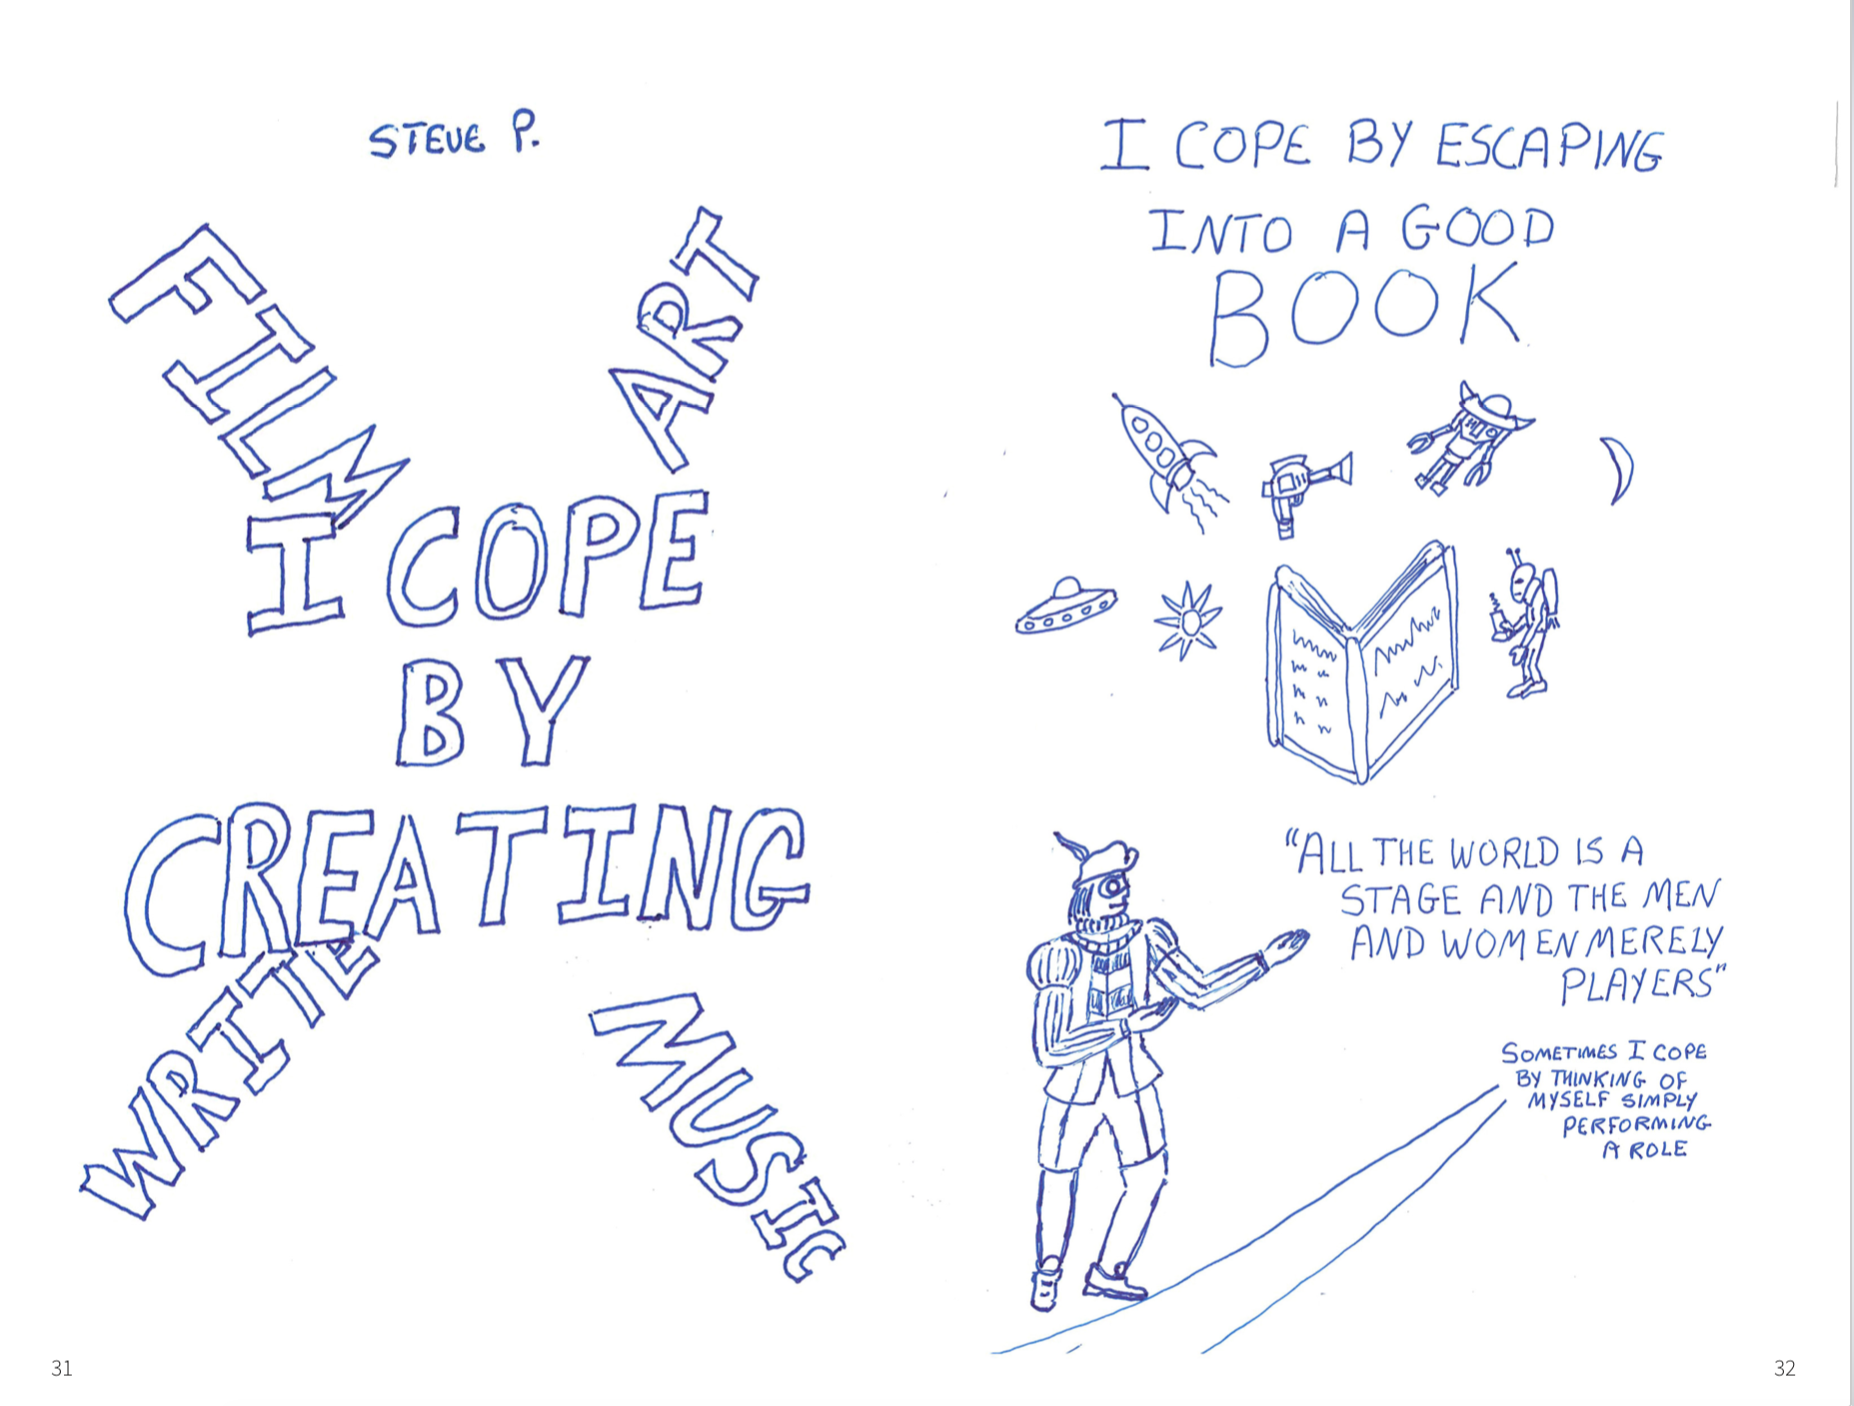 STEVE P.
FILM
ART
I COPE
BY
CREATING
WRITE
MUSIC
31
I COPE BY ESCAPING
INTO A GOOD
BOOK
"ALL THE WORLD IS A
STAGE AND THE MEN
AND WOMEN MERELY
PLAYERS"
SOMETIMES I COPE
BY THINKING OF
MYSELF SIMPLY
PERFORMING
A ROLE
32